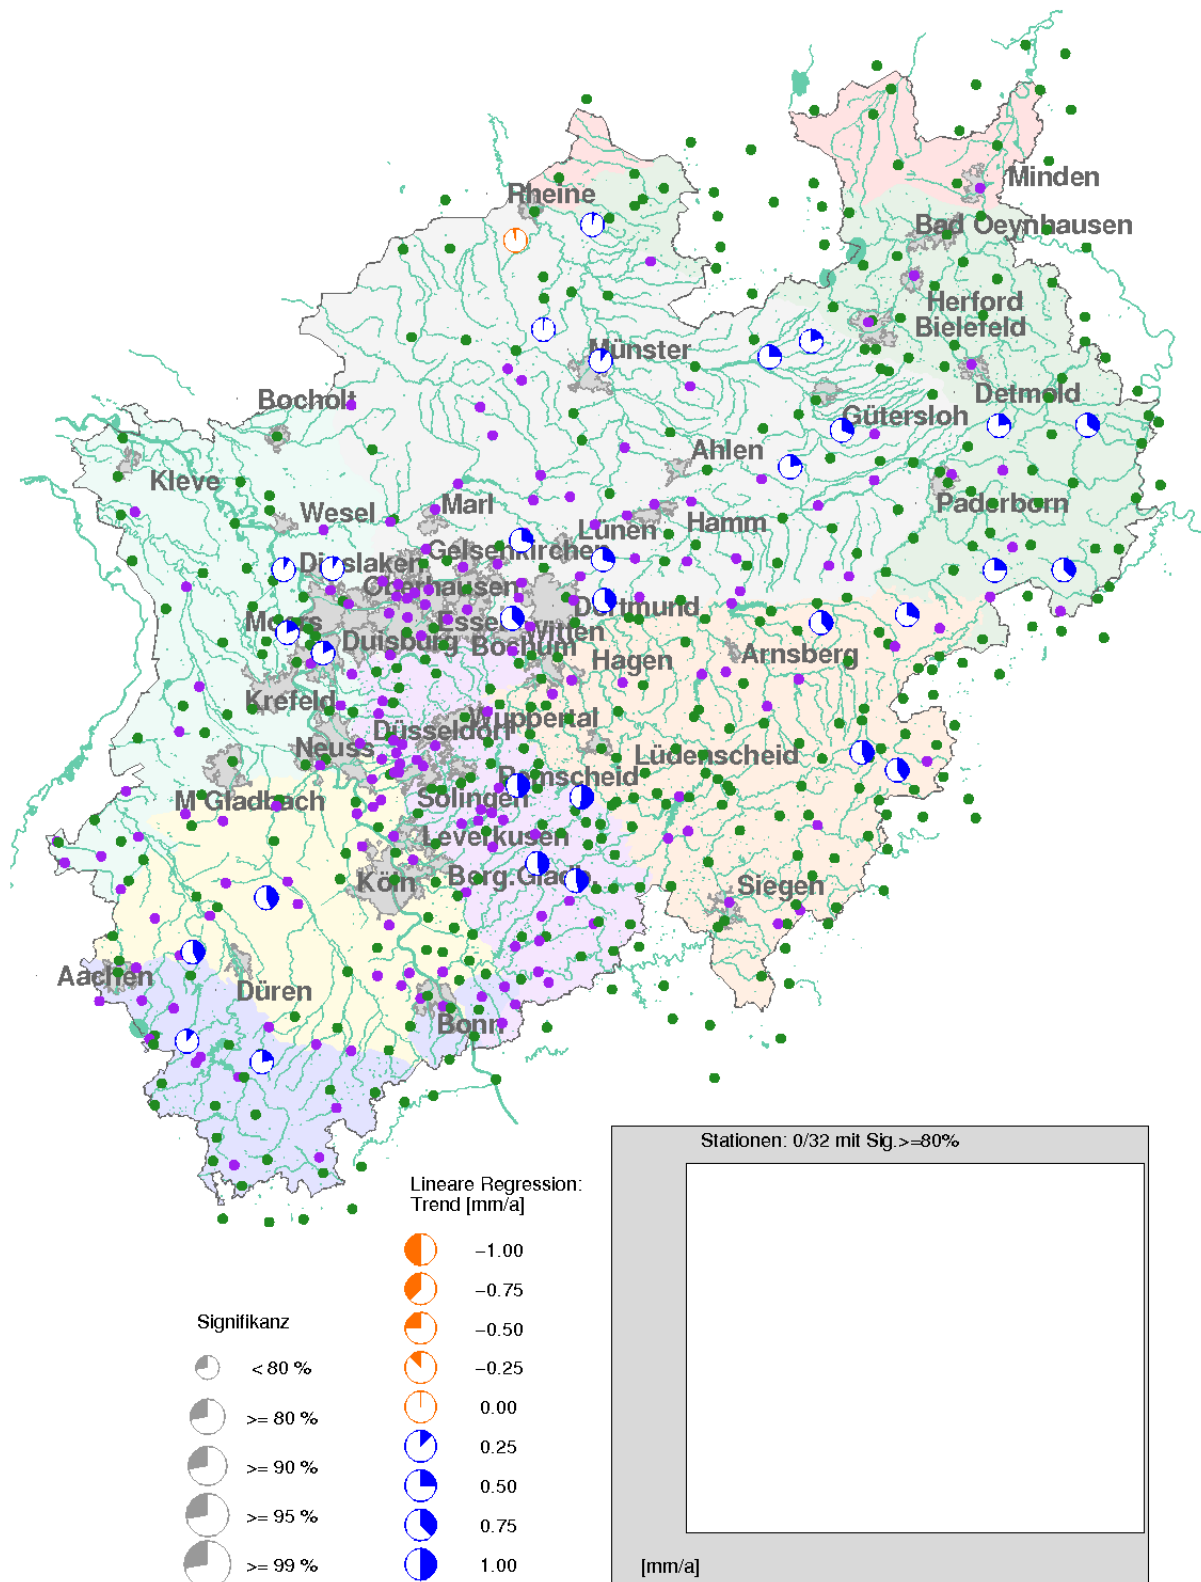 Minden
Rheine
Bad Oeynhausen
Herford
Bielefeld
Münster
Detmold
Bocholt
Gütersloh
Ahlen
Kleve
Paderborn
Marl
Wesel
Hamm
Lünen
Gelsenkirchen
Dinslaken
Oberhausen
Dortmund
Moers
Essen
Witten
Duisburg
Bochum
Hagen
Arnsberg
Krefeld
Wuppertal
Düsseldorf
Neuss
Lüdenscheid
Remscheid
M'Gladbach
Solingen
Leverkusen
Köln
Berg.Gladb.
Siegen
Aachen
Düren
Bonn
Stationen: 0/32 mit Sig.>=80%
Lineare Regression:
Trend [mm/a]
−1.00
−0.75
−0.50
−0.25
0.00
0.25
0.50
0.75
1.00
Signifikanz
< 80 %
>= 80 %
>= 90 %
>= 95 %
>= 99 %
[mm/a]